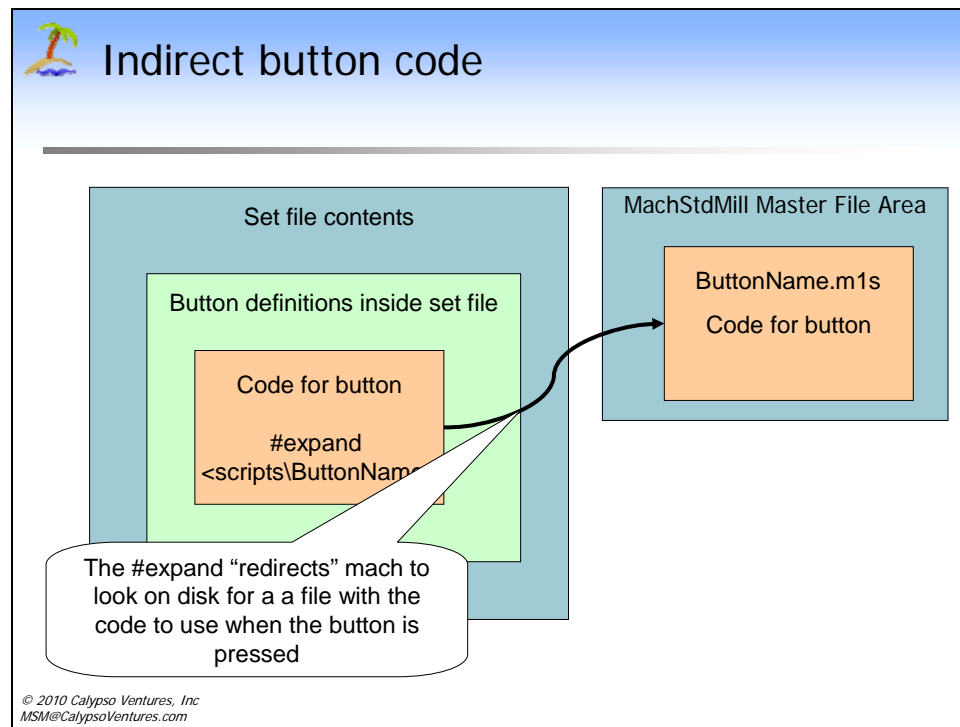 Indirect button code
Set file contents
Button definitions inside set file
Code for button
#expand
<scripts\ButtonName
MachStdMill Master File Area
ButtonName.m1s
Code for button
The #expand “redirects” mach to
look on disk for a a file with the
code to use when the button is
pressed
© 2010 Calypso Ventures, Inc
MSM@CalypsoVentures.com